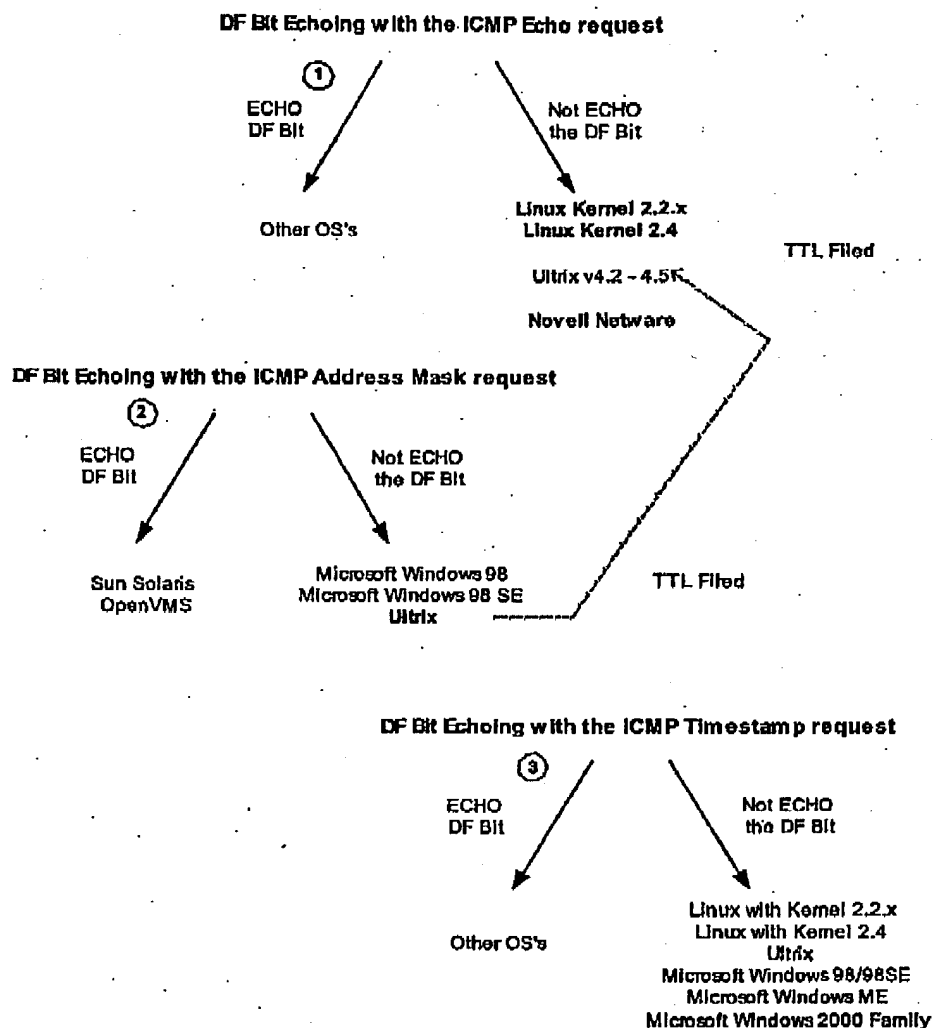 DF Bit Echoing with the ICMP Echo request
1
ECHO
DF Bit
Not ECHO
the DF Bit
Other OS's
Linux Kernel 2.2.x
Linux Kernel 2.4
Ultrix v4.2 - 4.5
Novell Netware
TTL Filed
DF Bit Echoing with the ICMP Address Mask request
2
ECHO
DF Bit
Not ECHO
the DF Bit
Sun Solaris
OpenVMS
Microsoft Windows 98
Microsoft Windows 98 SE
Ultrix
TTL Filed
DF Bit Echoing with the ICMP Timestamp request
3
ECHO
DF Bit
Not ECHO
the DF Bit
Other OS's
Linux with Kernel 2.2.x
Linux with Kernel 2.4
Ultrix
Microsoft Windows 98/98SE
Microsoft Windows ME
Microsoft Windows 2000 Family